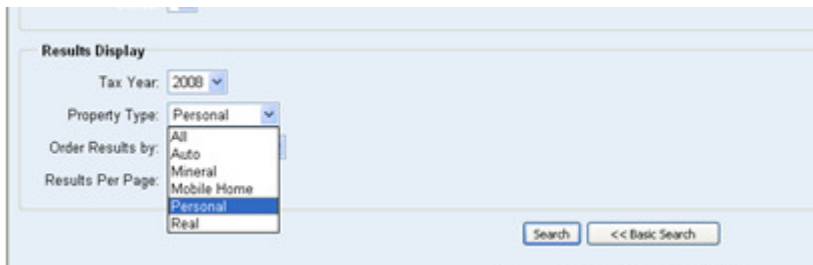 Results Display
Tax Year: 2008
Property Type: Personal
All
Order Results by:
Auto
Mineral
Results Per Page:
Mobile Home
Personal
Real
Search << Basic Search